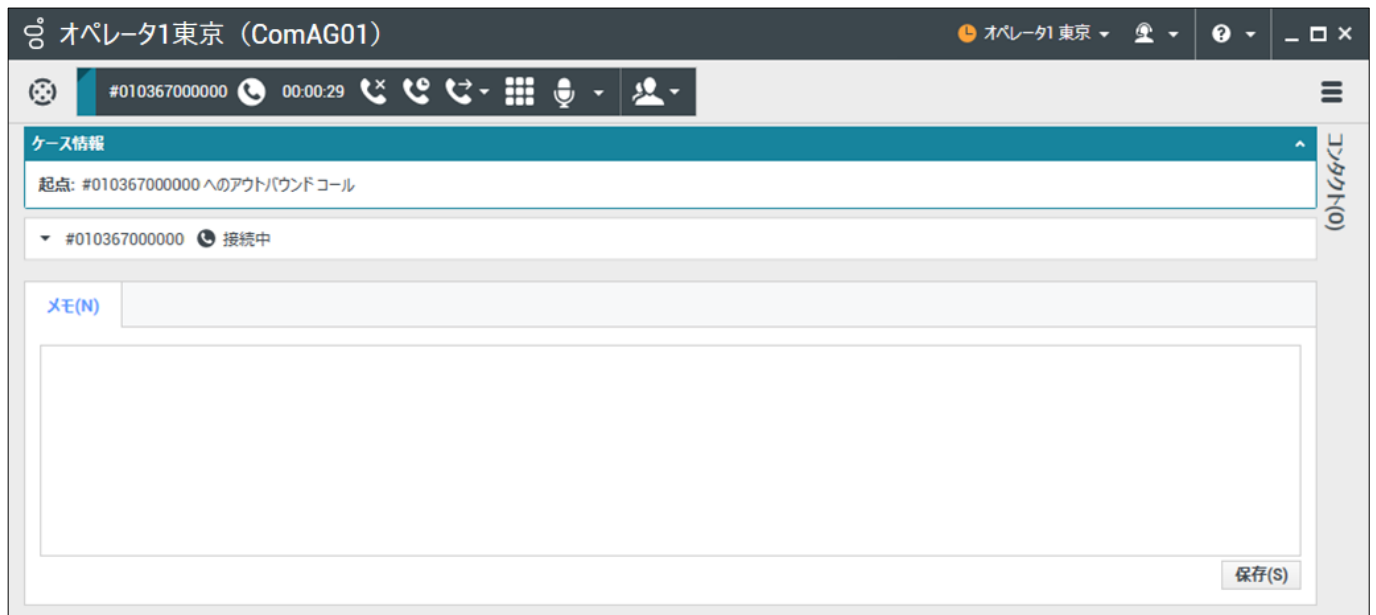 オペレータ1東京（ComAG01）
オペレータ1 東京
#010367000000 00:00:29
ケース情報
起点: #010367000000 へのアウトバウンド コール
#010367000000 接続中
コンタクト(O)
メモ(N)
保存(S)